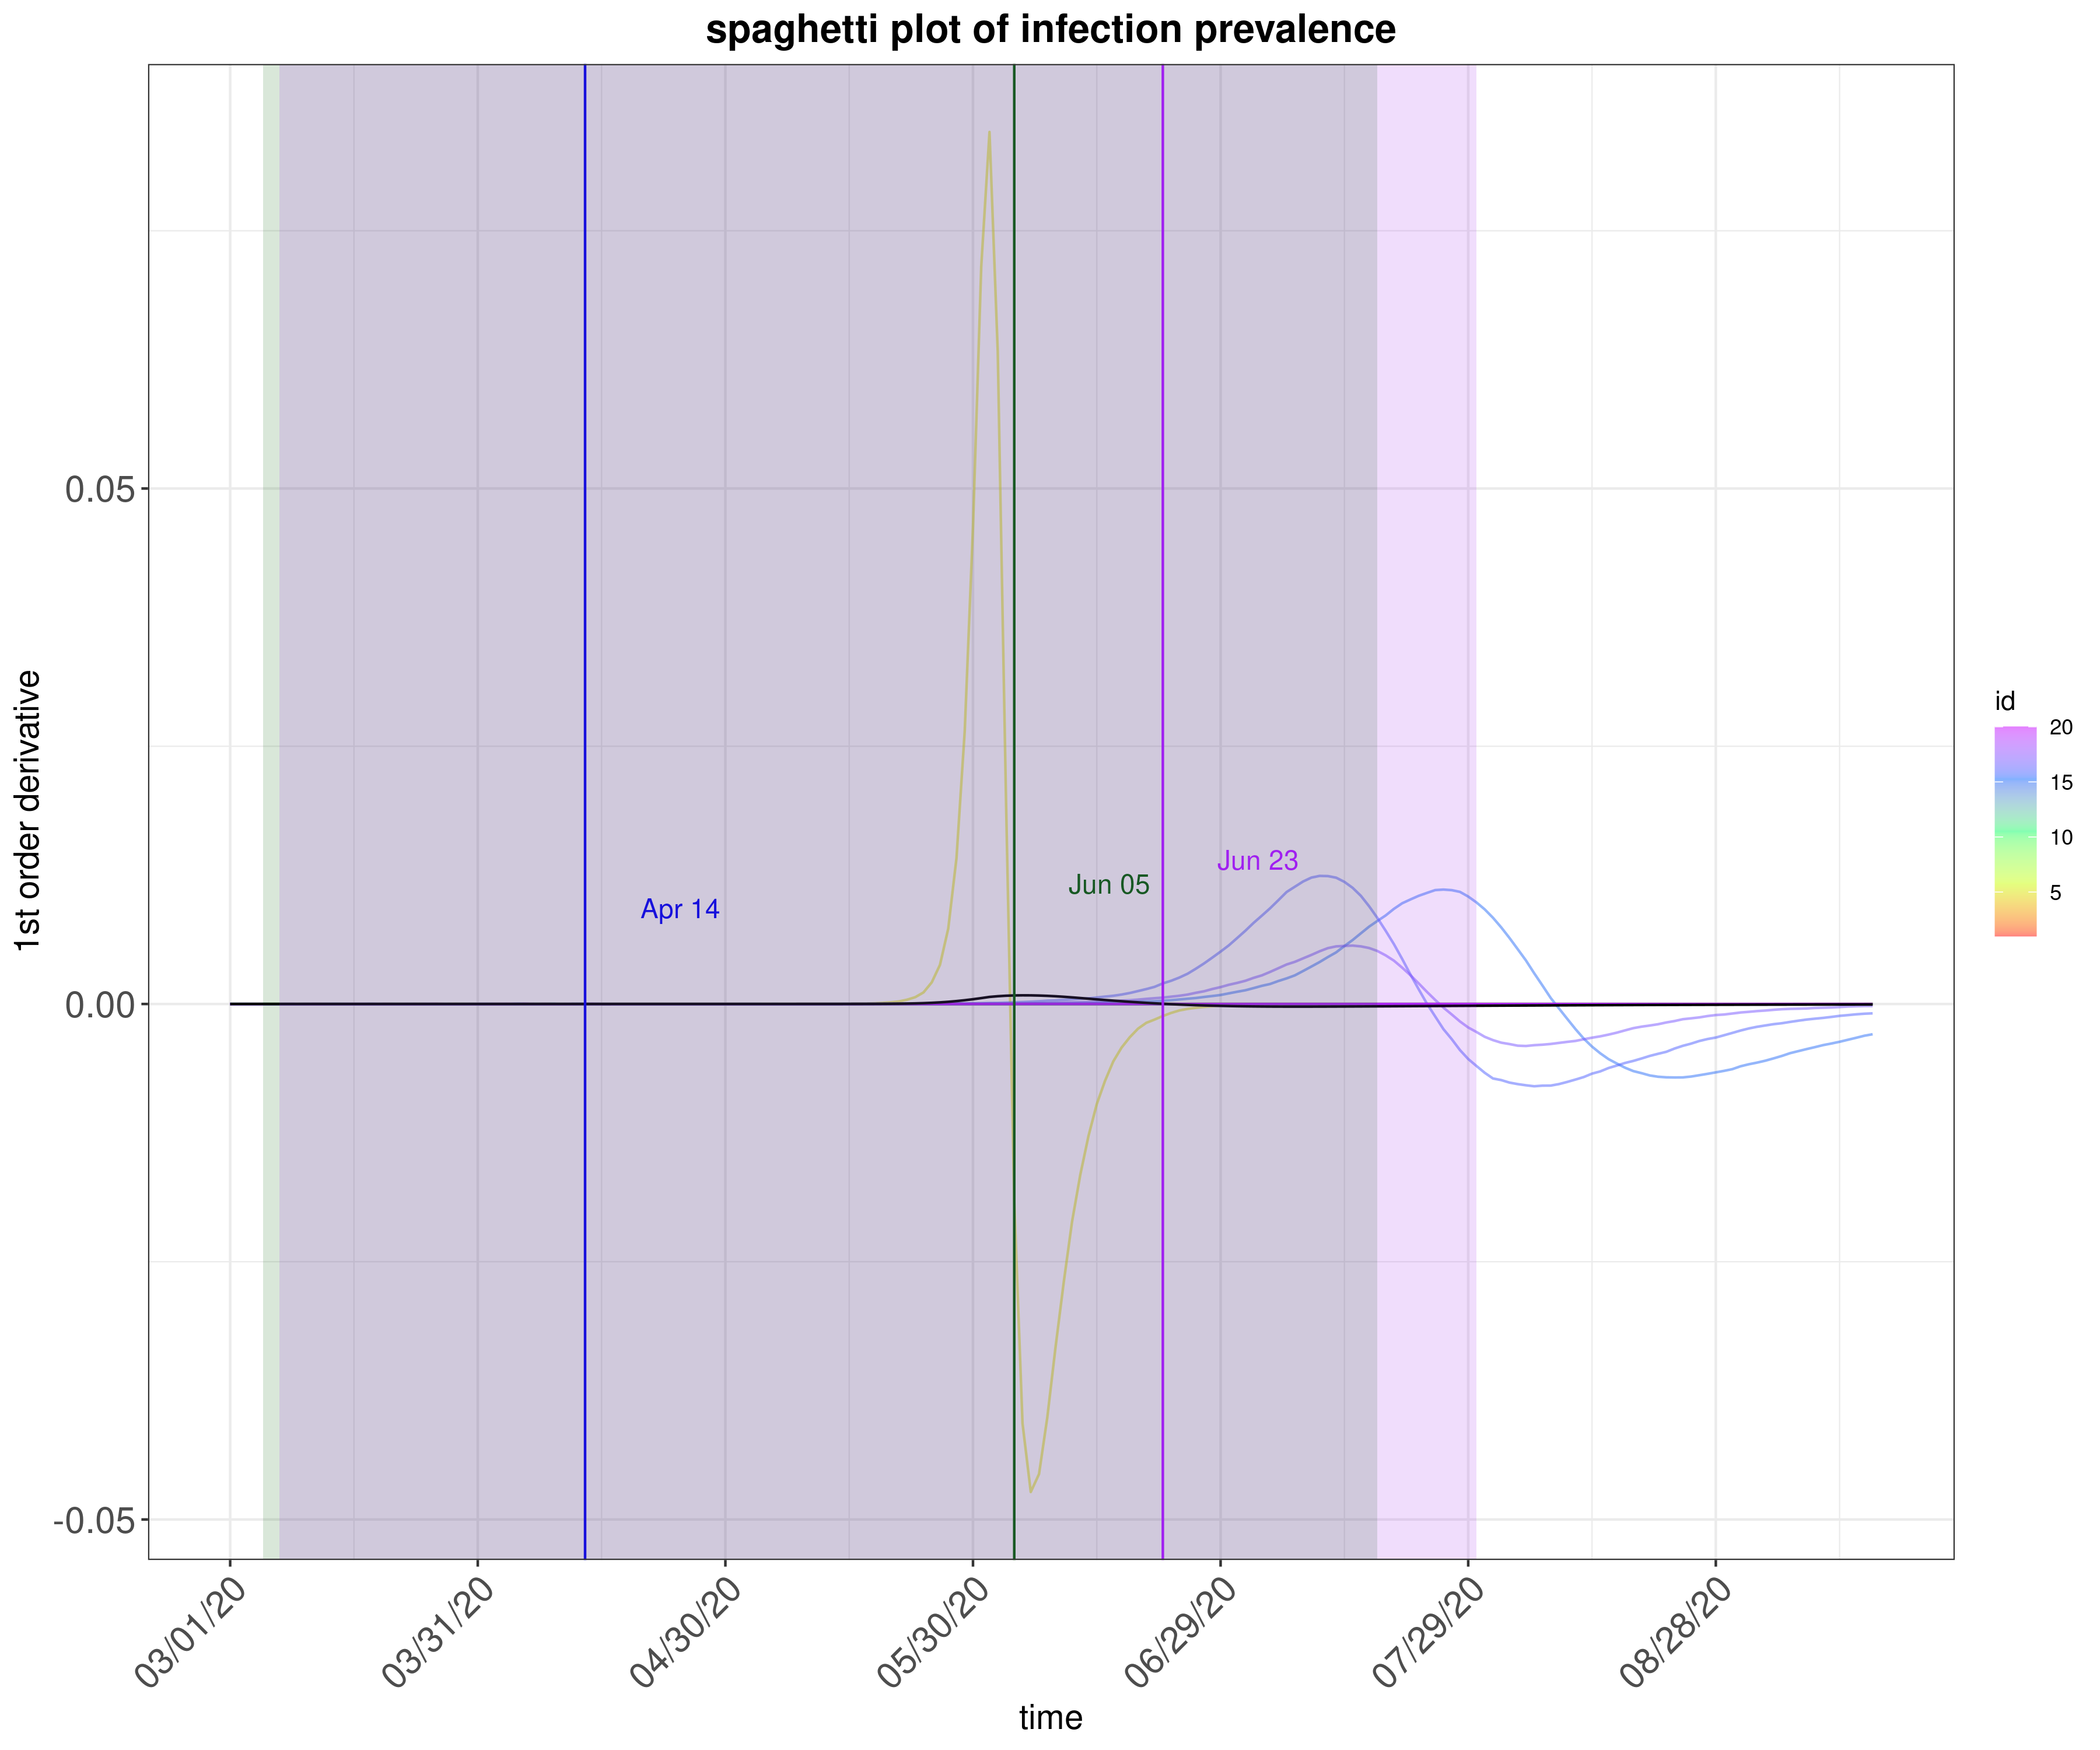 spaghetti plot of infection prevalence
1st order derivative
0.05
0.00
-0.05
Apr 14
Jun 05
Jun 23
id
20
15
10
5
03/01/20
03/31/20
04/30/20
05/30/20
06/29/20
07/29/20
08/28/20
time